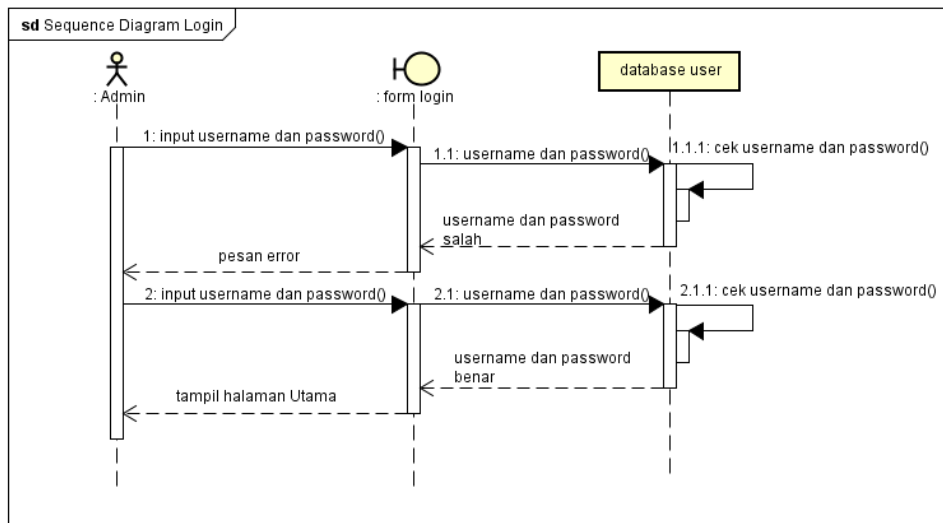 sd Sequence Diagram Login
: Admin
: form login
database user
1: input username dan password()
1.1: username dan password()
1.1.1: cek username dan password()
username dan password
salah
pesan error
2: input username dan password()
2.1: username dan password()
2.1.1: cek username dan password()
username dan password
benar
tampil halaman Utama